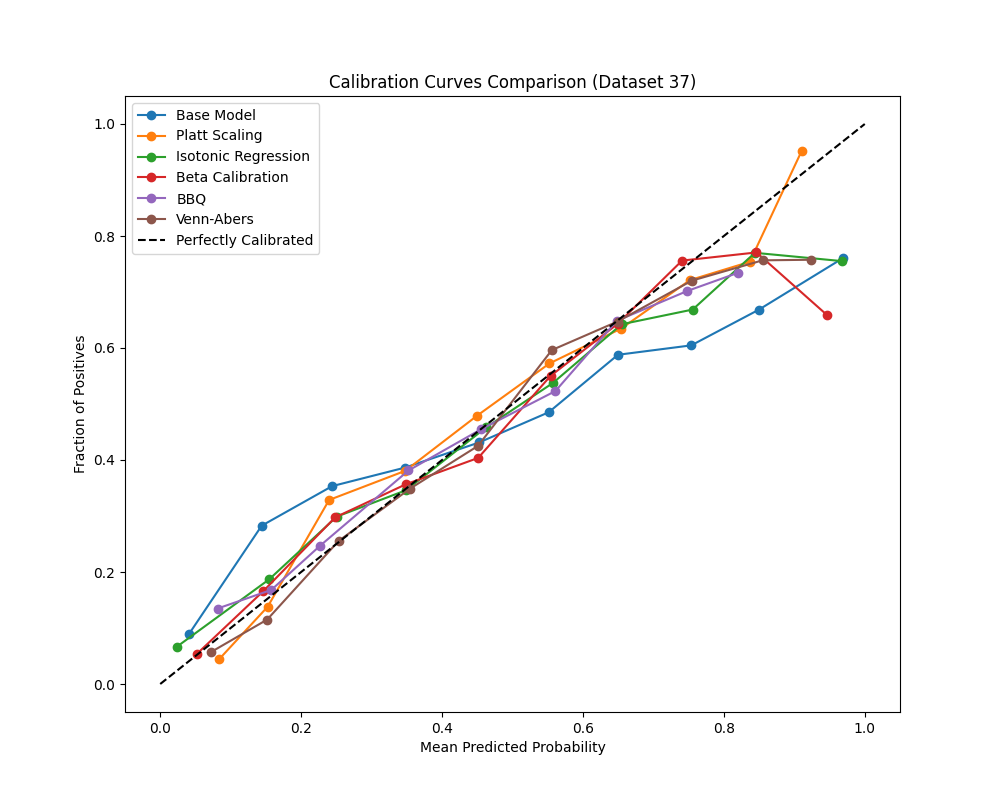 Calibration Curves Comparison (Dataset 37)
Base Model
Platt Scaling
Isotonic Regression
Beta Calibration
BBQ
Venn-Abers
Perfectly Calibrated
Fraction of Positives
1.0
0.8
0.6
0.4
0.2
0.0
0.0 0.2 0.4 0.6 0.8 1.0
Mean Predicted Probability